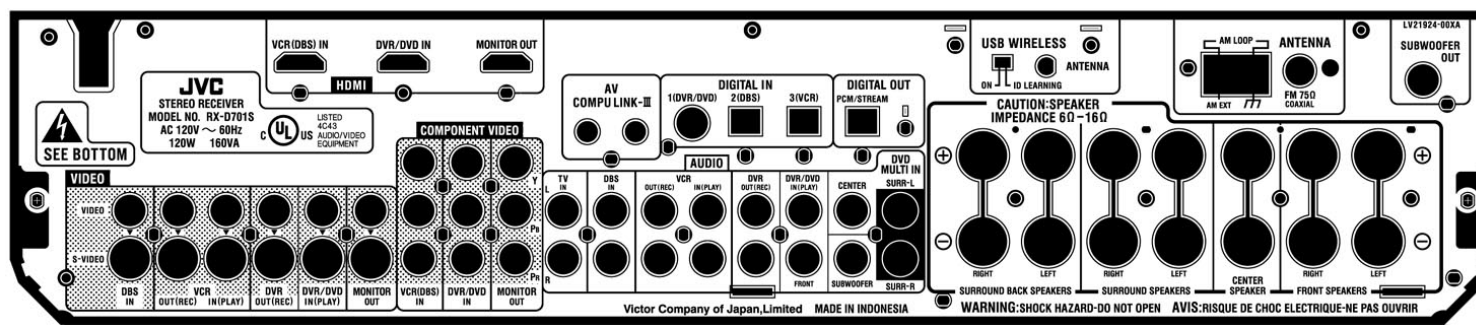 VCR(DBS) IN
DVR/DVD IN
MONITOR OUT
HDMI
JVC
STEREO RECEIVER
MODEL NO. RX-D701S
AC 120V ～ 60Hz
120W 160VA
C UL US
LISTED
4C43
AUDIO/VIDEO
EQUIPMENT
SEE BOTTOM
AV
COMPU LINK-III
DIGITAL IN
1(DVR/DVD)
2(DBS)
3(VCR)
DIGITAL OUT
PCM/STREAM
USB WIRELESS
ON
ID LEARNING
ANTENNA
AM LOOP
AM EXT
ANTENNA
FM 75Ω
COAXIAL
LV21924-00XA
SUBWOOFER
OUT
VIDEO
VIDEO
S-VIDEO
DBS
IN
VCR
OUT(REC)
IN(PLAY)
DVR
OUT(REC)
DVR/DVD
IN(PLAY)
MONITOR
OUT
COMPONENT VIDEO
Y
PB
PR
VCR(DBS)
IN
DVR/DVD
IN
MONITOR
OUT
AUDIO
L
R
TV
IN
DBS
IN
VCR
OUT(REC)
IN(PLAY)
DVR
OUT(REC)
DVR/DVD
IN(PLAY)
FRONT
CENTER
SUBWOOFER
DVD
MULTI IN
SURR-L
SURR-R
CAUTION:SPEAKER
IMPEDANCE 6Ω-16Ω
RIGHT
LEFT
SURROUND BACK SPEAKERS
RIGHT
LEFT
SURROUND SPEAKERS
CENTER
SPEAKER
RIGHT
LEFT
FRONT SPEAKERS
Victor Company of Japan,Limited MADE IN INDONESIA
WARNING:SHOCK HAZARD-DO NOT OPEN AVIS:RISQUE DE CHOC ELECTRIQUE-NE PAS OUVRIR